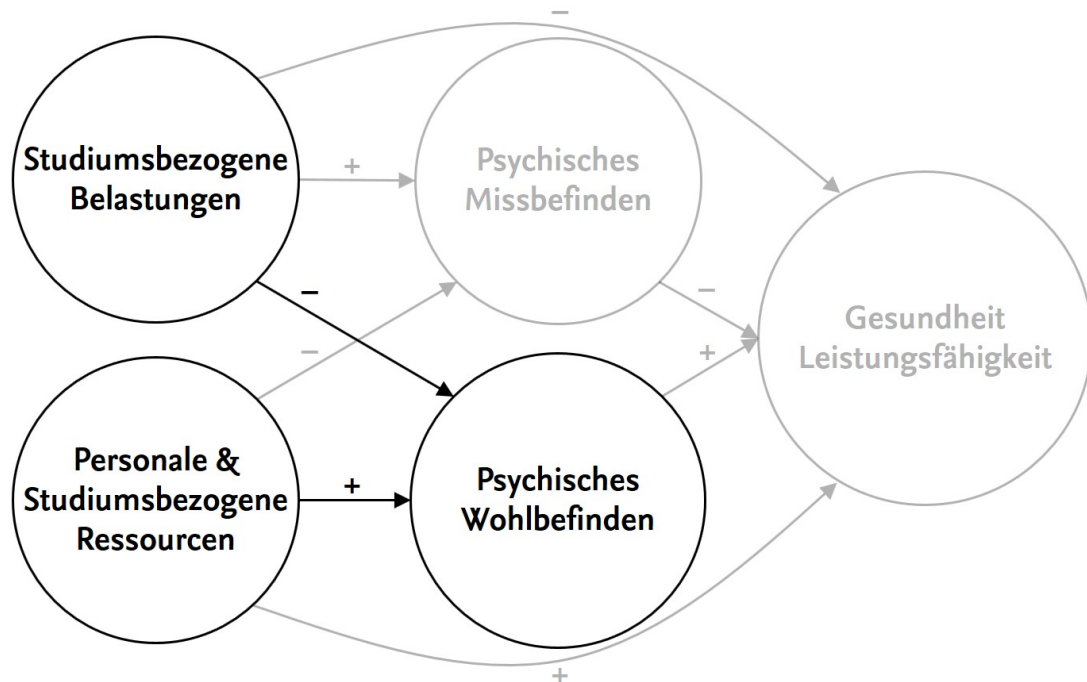 −
Studiumsbezogene
Belastungen
+
Psychisches
Missbefinden
−
−
−
+
Gesundheit
Leistungsfähigkeit
Personale &
Studiumsbezogene
Ressourcen
+
Psychisches
Wohlbefinden
+